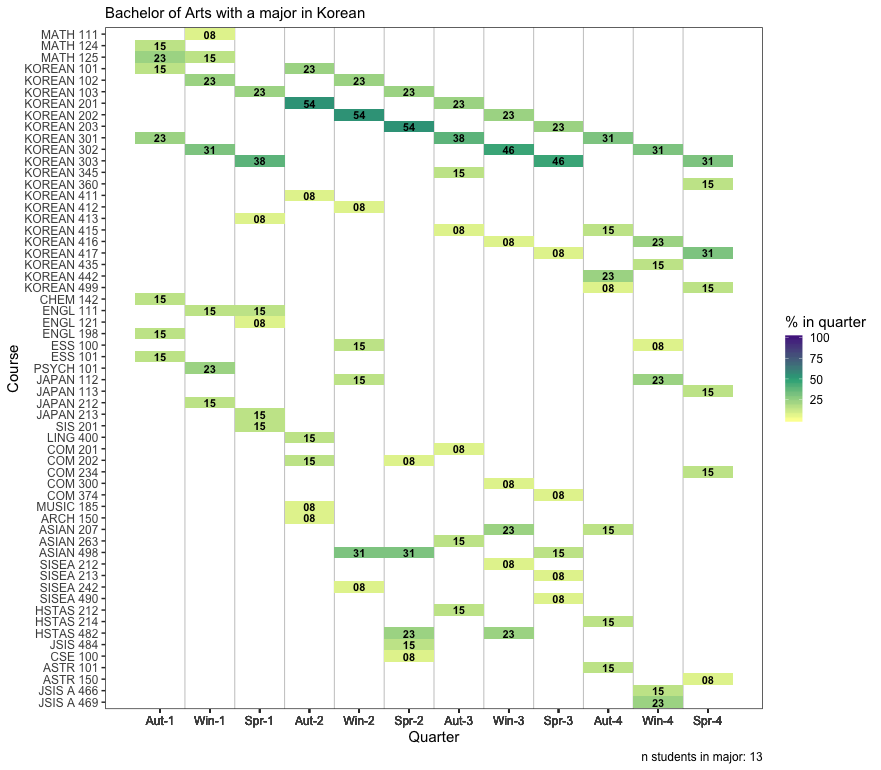 Bachelor of Arts with a major in Korean
MATH 111 08
MATH 124 15
MATH 125 23 15
KOREAN 101 15 23
KOREAN 102 23 23
KOREAN 103 23 23
KOREAN 201 54 23
KOREAN 202 54 23
KOREAN 203 54 23
KOREAN 301 23 38 31
KOREAN 302 31 46 31
KOREAN 303 38 46 31
KOREAN 345 15
KOREAN 360 15
KOREAN 411 08
KOREAN 412 08
KOREAN 413 08
KOREAN 415 08 15
KOREAN 416 08 23
KOREAN 417 08 31
KOREAN 435 15
KOREAN 442 23
KOREAN 499 08 15
CHEM 142 15
ENGL 111 15 15
ENGL 121 08
ENGL 198 15
ESS 100 15 08
ESS 101 15
PSYCH 101 23
JAPAN 112 15 23
JAPAN 113 15
JAPAN 212 15
JAPAN 213 15
SIS 201 15
LING 400 15
COM 201 08
COM 202 15 08
COM 234 15
COM 300 08
COM 374 08
MUSIC 185 08
ARCH 150 08
ASIAN 207 23 15
ASIAN 263 15
ASIAN 498 31 31 15
SISEA 212 08
SISEA 213 08
SISEA 242 08
SISEA 490 08
HSTAS 212 15
HSTAS 214 15
HSTAS 482 23 23
JSIS 484 15
CSE 100 08
ASTR 101 15
ASTR 150 08
JSIS A 466 15
JSIS A 469 23
Course
Aut-1 Win-1 Spr-1 Aut-2 Win-2 Spr-2 Aut-3 Win-3 Spr-3 Aut-4 Win-4 Spr-4
Quarter
% in quarter
100
75
50
25
n students in major: 13